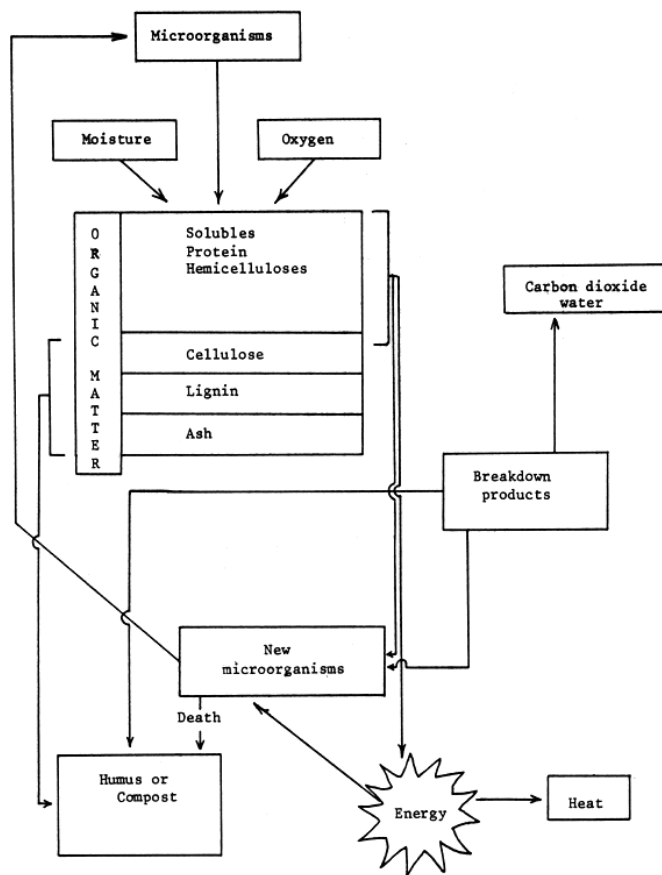 Microorganisms
Moisture
Oxygen
ORGANIC MATTER
Solubles
Protein
Hemicelluloses
Cellulose
Lignin
Ash
Carbon dioxide
water
Breakdown
products
New
microorganisms
Death
Humus or
Compost
Energy
Heat